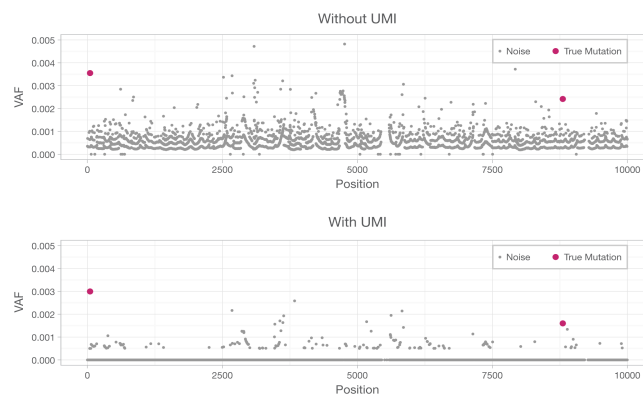 Without UMI
0.005
0.004
0.003
0.002
0.001
0.000
VAF
Noise
True Mutation
0
2500
5000
7500
10000
Position
With UMI
0.005
0.004
0.003
0.002
0.001
0.000
VAF
Noise
True Mutation
0
2500
5000
7500
10000
Position